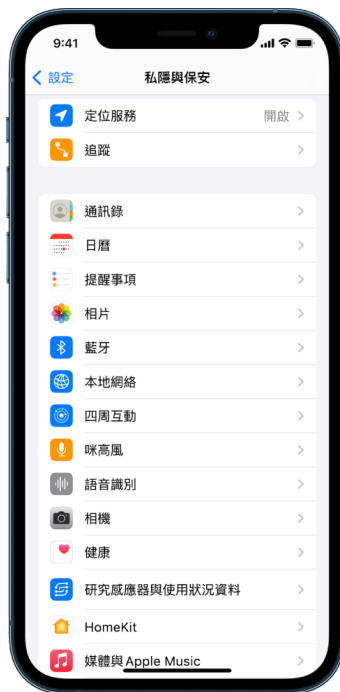 9:41
設定
私隱與保安
定位服務 開啟
追蹤
通訊錄
日曆
提醒事項
相片
藍牙
本地網絡
四周互動
咪高風
語音識別
相機
健康
研究感應器與使用狀況資料
HomeKit
媒體與 Apple Music